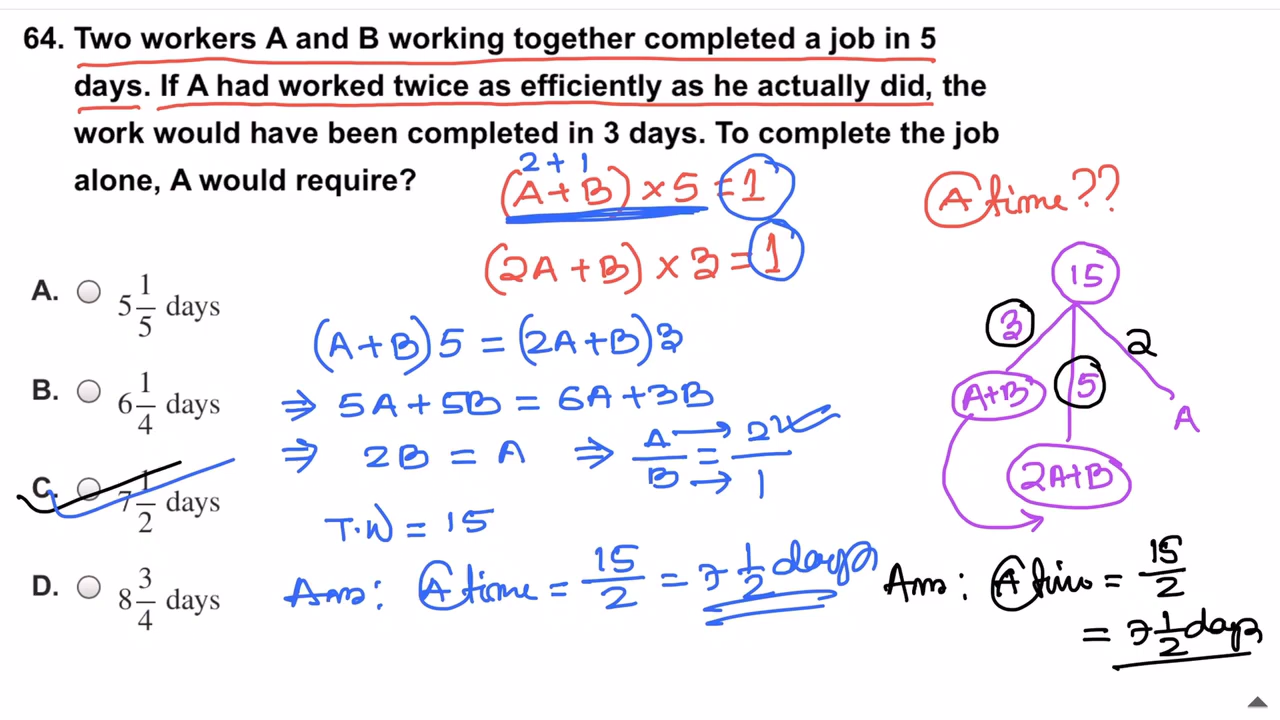 64. Two workers A and B working together completed a job in 5
days. If A had worked twice as efficiently as he actually did, the
work would have been completed in 3 days. To complete the job
alone, A would require?
2 + 1
(A+B) × 5 = 1
(2A+B) × 3 = 1
A time??
A. 5 1/5 days
B. 6 1/4 days
C. 7 1/2 days
D. 8 3/4 days
(A+B)5 = (2A+B)3
⇒ 5A+5B = 6A+3B
⇒ 2B = A ⇒ A/B = 2/1
T.W = 15
Ans: A time = 15/2 = 7 1/2 days
15
3
5
2
A+B
A
2A+B
Ans: A time = 15/2
= 7 1/2 days